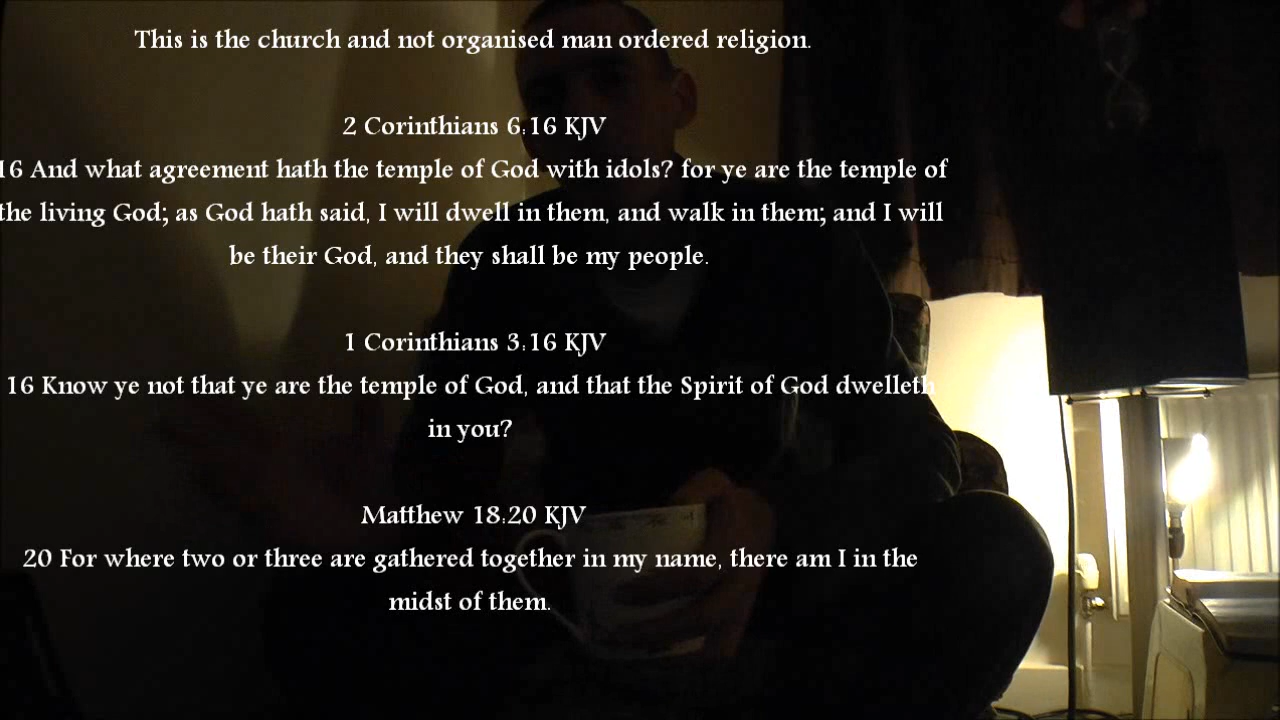 This is the church and not organised man ordered religion.
2 Corinthians 6:16 KJV
16 And what agreement hath the temple of God with idols? for ye are the temple of
the living God; as God hath said, I will dwell in them, and walk in them; and I will
be their God, and they shall be my people.
1 Corinthians 3:16 KJV
16 Know ye not that ye are the temple of God, and that the Spirit of God dwelleth
in you?
Matthew 18:20 KJV
20 For where two or three are gathered together in my name, there am I in the
midst of them.